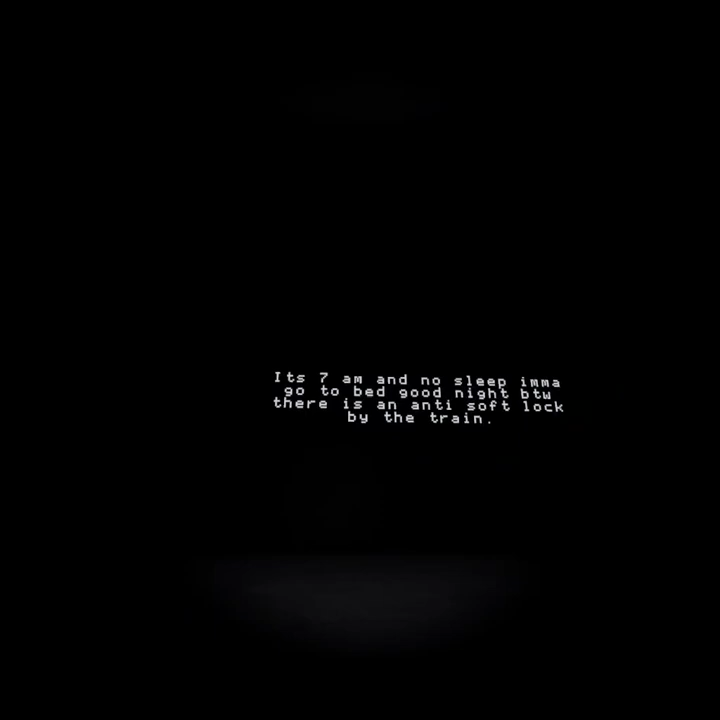 Its 7 am and no sleep imma
go to bed good night btw
there is an anti soft lock
by the train.